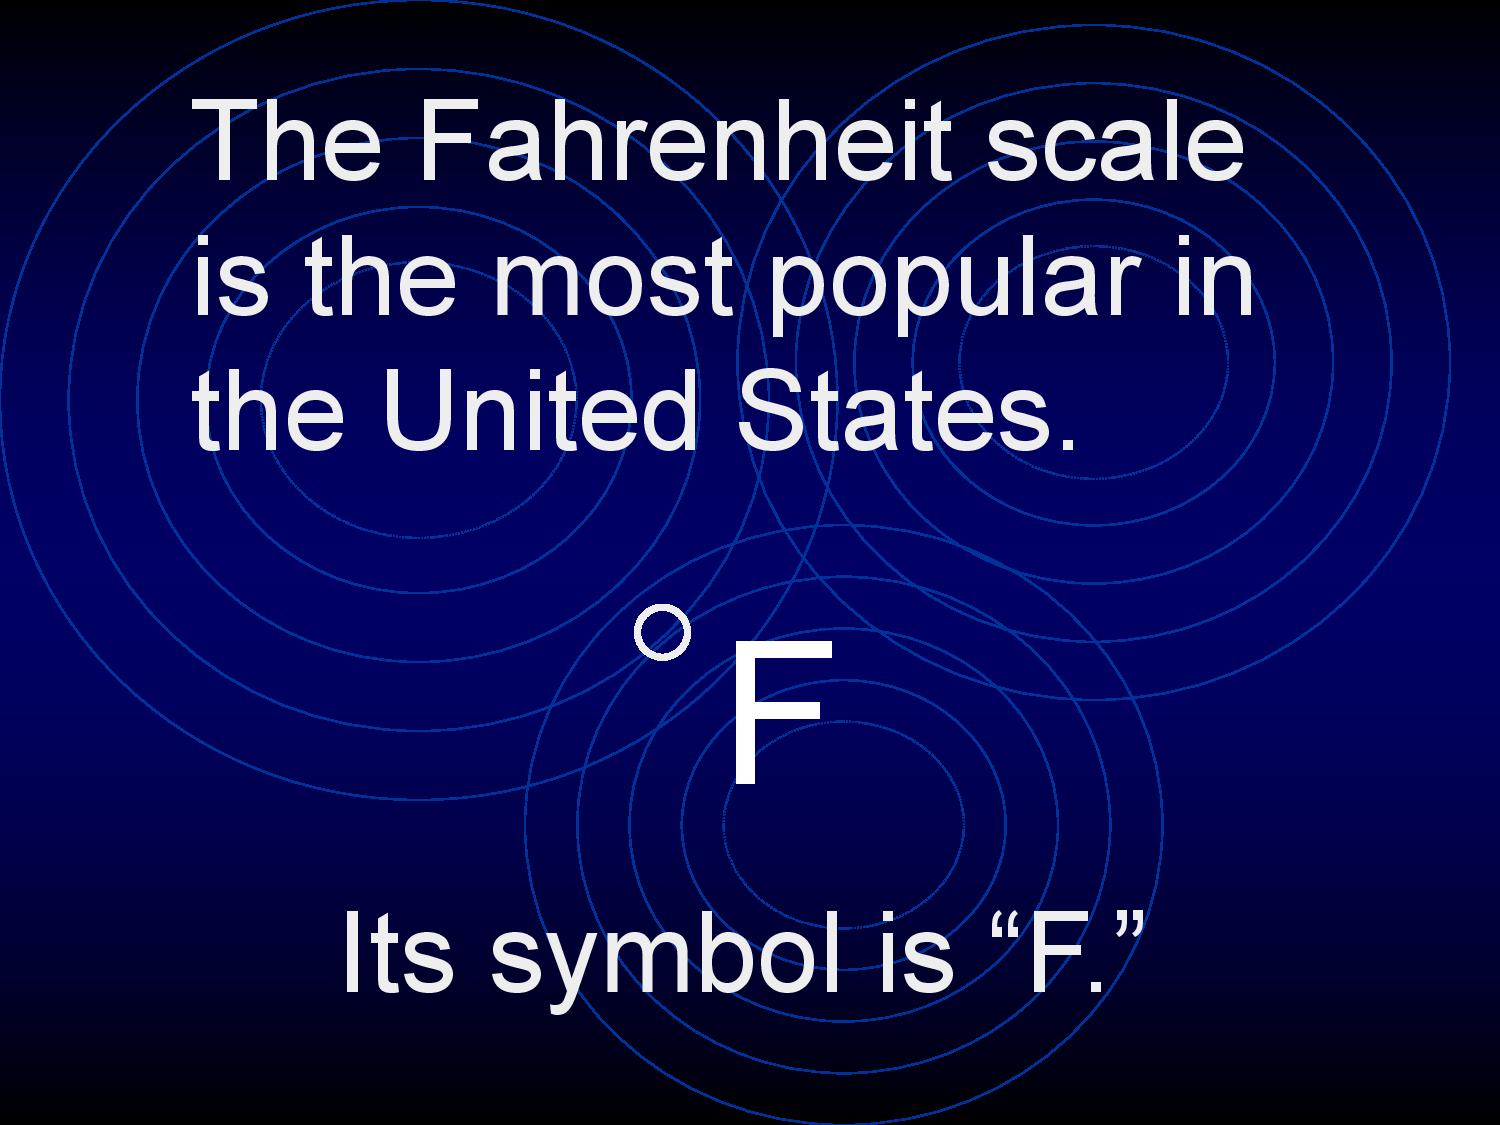 The Fahrenheit scale
is the most popular in
the United States.
°F
Its symbol is “F.”